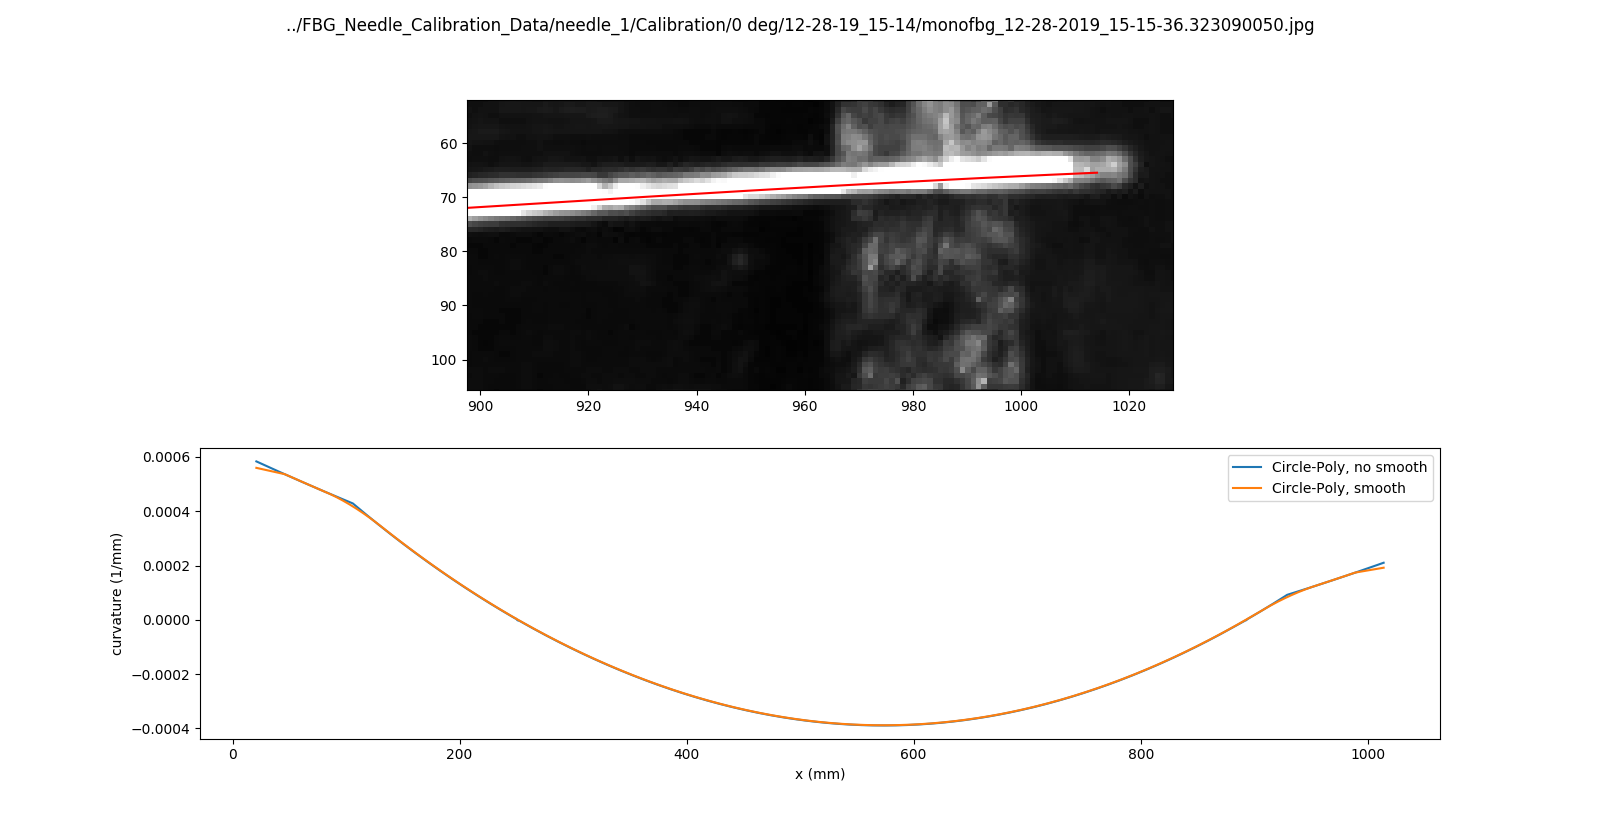 ../FBG_Needle_Calibration_Data/needle_1/Calibration/0 deg/12-28-19_15-14/monofbg_12-28-2019_15-15-36.323090050.jpg
60
70
80
90
100
900 920 940 960 980 1000 1020
curvature (1/mm)
0.0006
0.0004
0.0002
0.0000
−0.0002
−0.0004
Circle-Poly, no smooth
Circle-Poly, smooth
0 200 400 600 800 1000
x (mm)